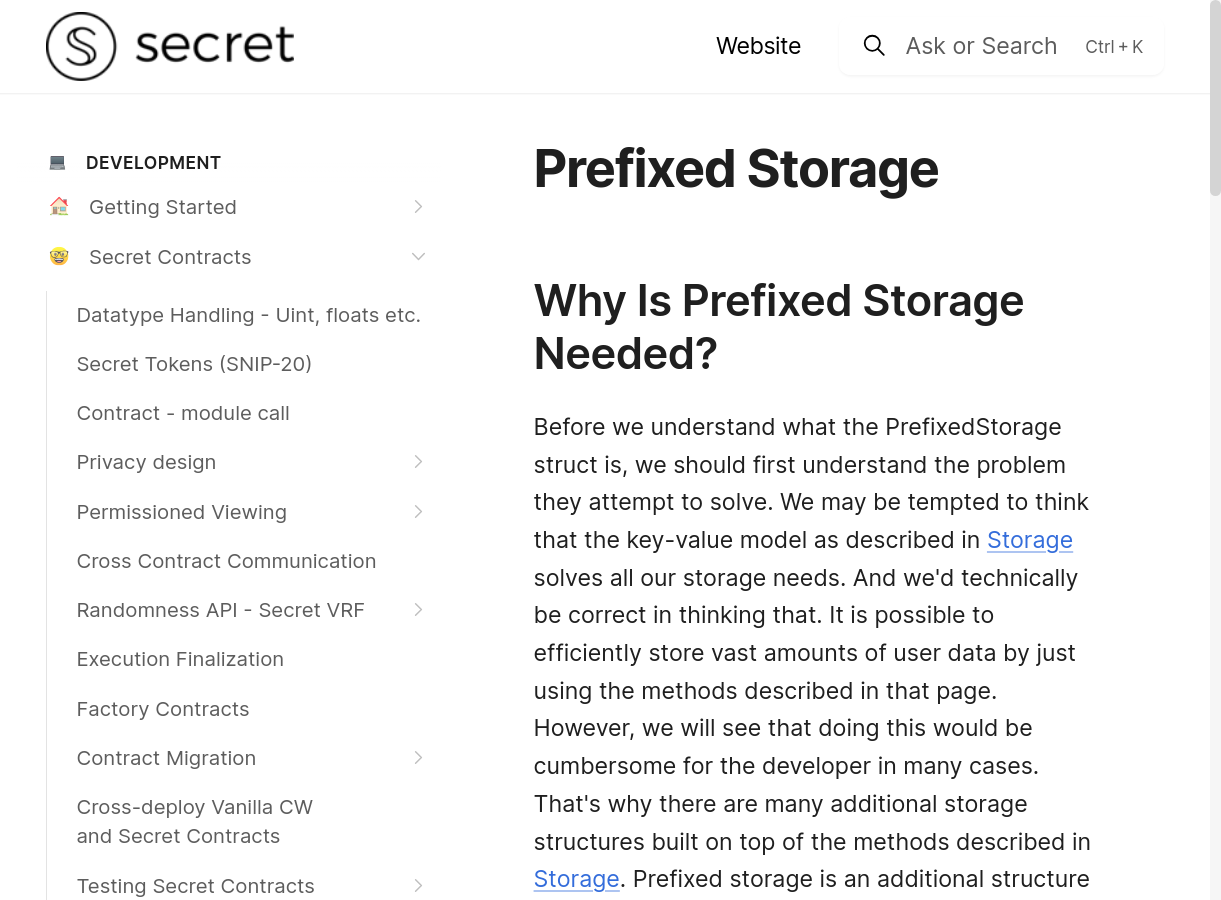 secret
Website
Ask or Search Ctrl + K
DEVELOPMENT
Getting Started
Secret Contracts
Datatype Handling - Uint, floats etc.
Secret Tokens (SNIP-20)
Contract - module call
Privacy design
Permissioned Viewing
Cross Contract Communication
Randomness API - Secret VRF
Execution Finalization
Factory Contracts
Contract Migration
Cross-deploy Vanilla CW
and Secret Contracts
Testing Secret Contracts
Prefixed Storage
Why Is Prefixed Storage
Needed?
Before we understand what the PrefixedStorage
struct is, we should first understand the problem
they attempt to solve. We may be tempted to think
that the key-value model as described in Storage
solves all our storage needs. And we'd technically
be correct in thinking that. It is possible to
efficiently store vast amounts of user data by just
using the methods described in that page.
However, we will see that doing this would be
cumbersome for the developer in many cases.
That's why there are many additional storage
structures built on top of the methods described in
Storage. Prefixed storage is an additional structure